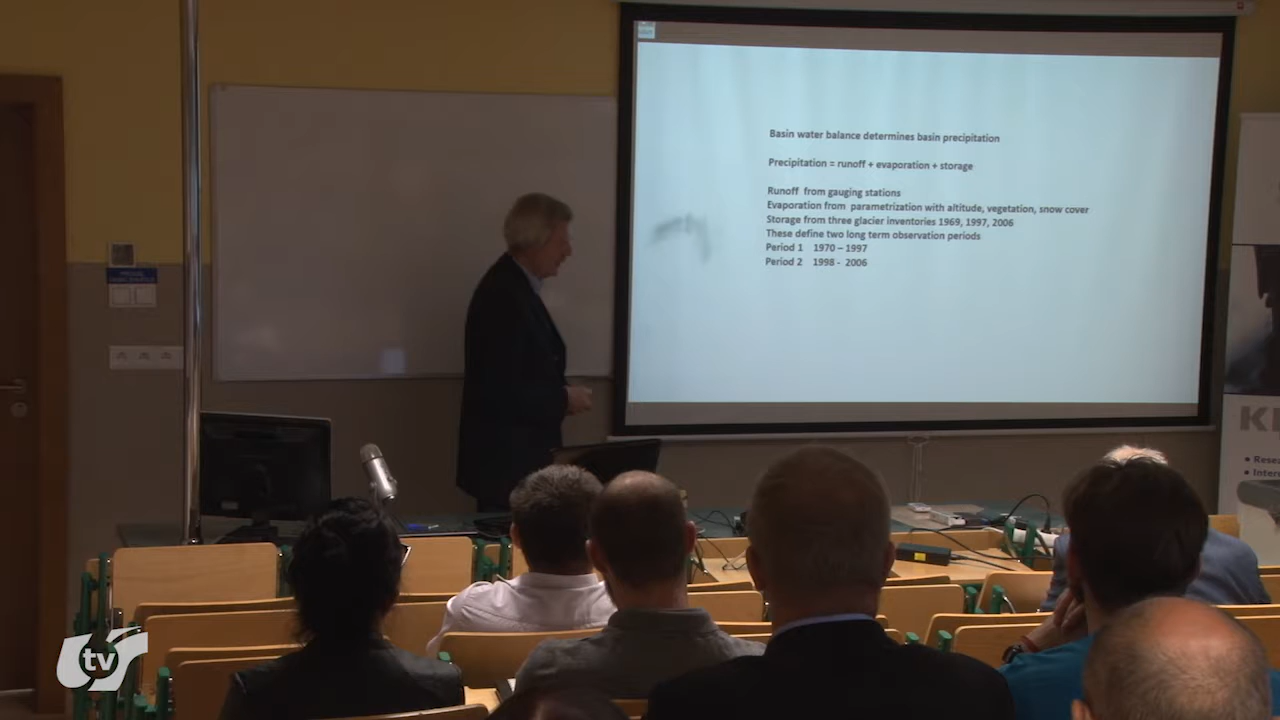 Basin water balance determines basin precipitation
Precipitation = runoff + evaporation + storage
Runoff from gauging stations
Evaporation from parametrization with altitude, vegetation, snow cover
Storage from three glacier inventories 1969, 1997, 2006
These define two long term observation periods
Period 1 1970 – 1997
Period 2 1998 - 2006
tv